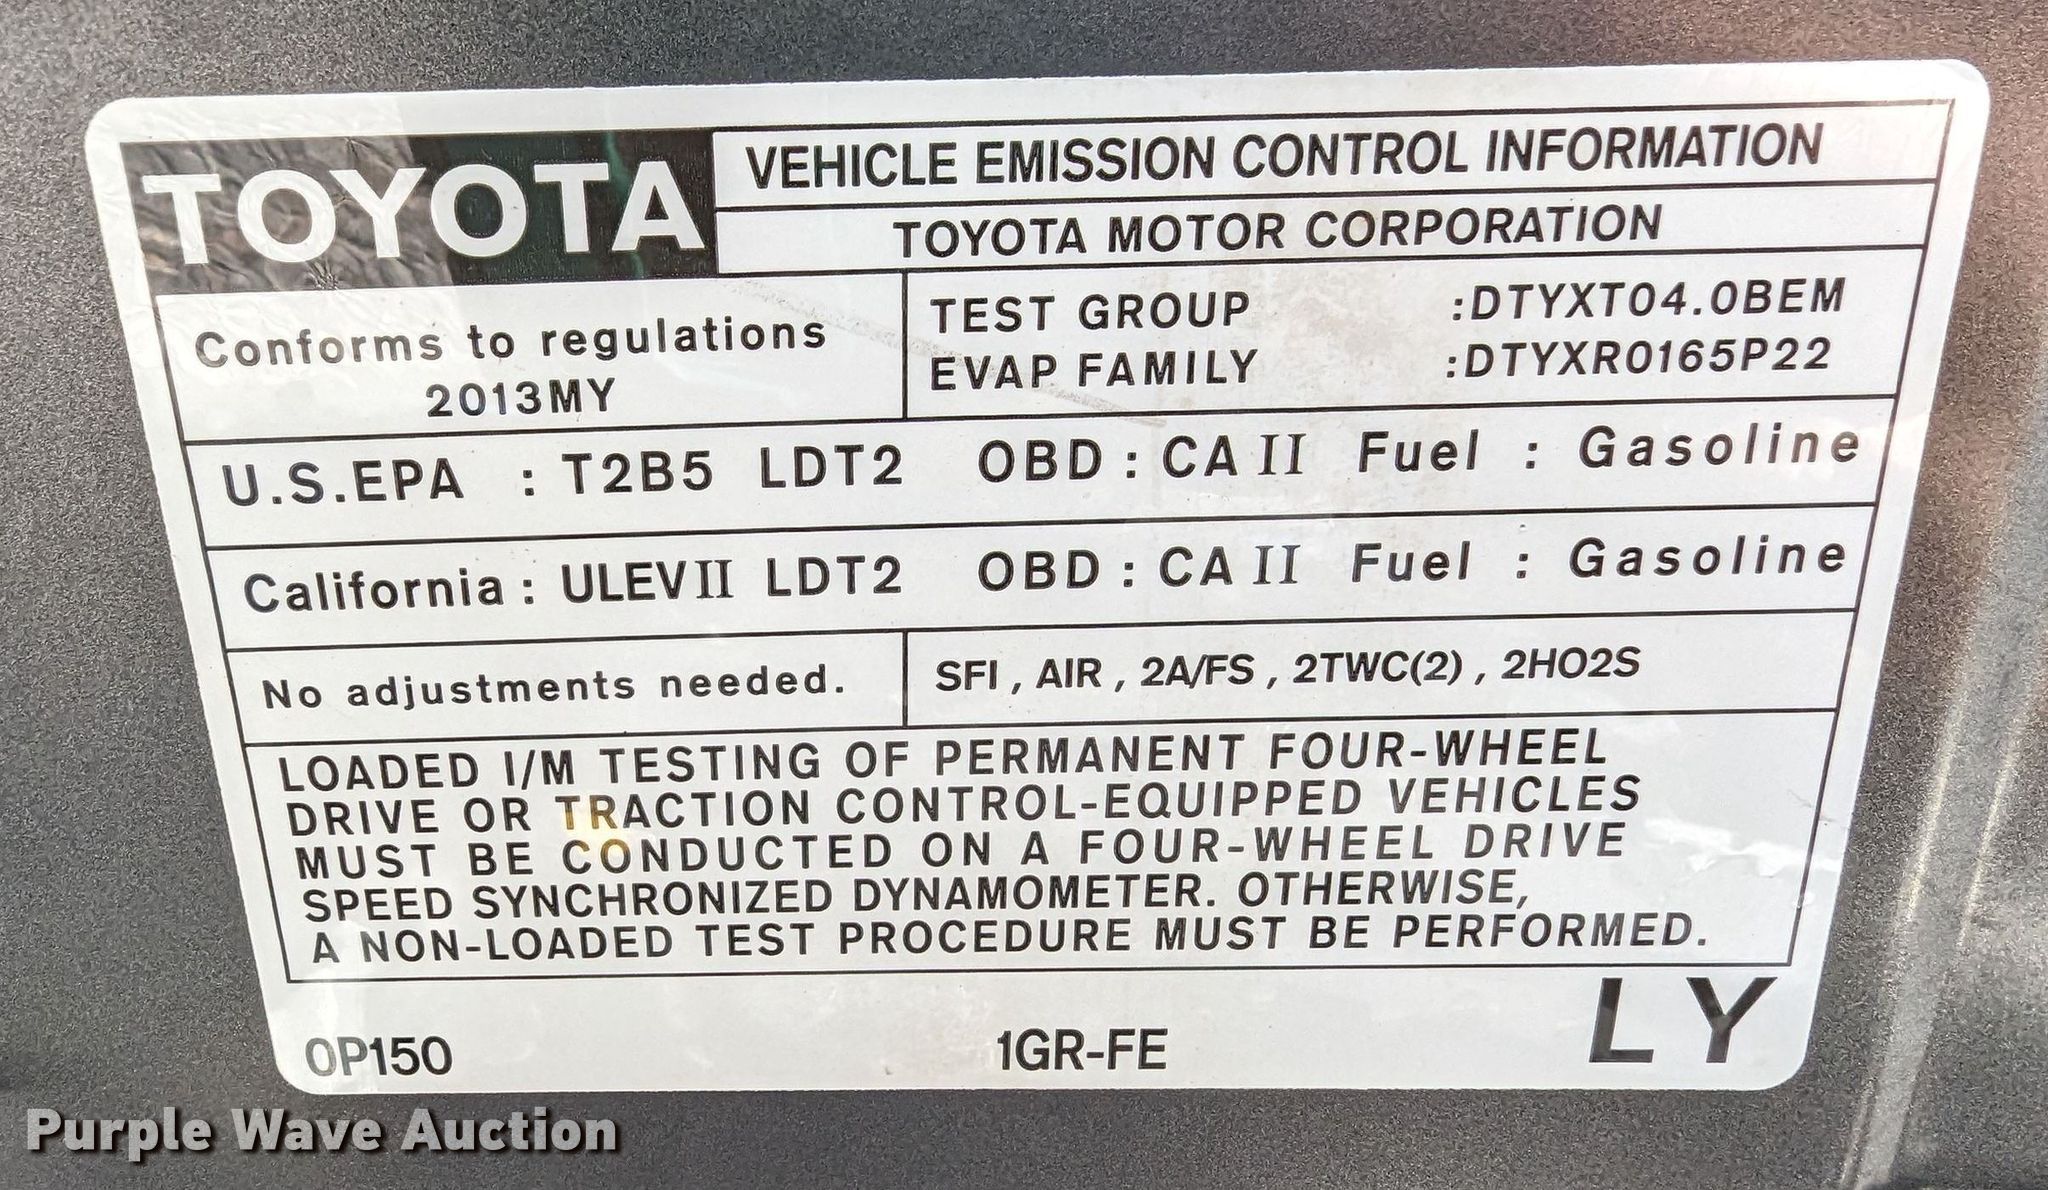 TOYOTA
VEHICLE EMISSION CONTROL INFORMATION
TOYOTA MOTOR CORPORATION
Conforms to regulations
2013MY
TEST GROUP :DTYXT04.0BEM
EVAP FAMILY :DTYXR0165P22
U.S.EPA : T2B5 LDT2 OBD : CA II Fuel : Gasoline
California : ULEV II LDT2 OBD : CA II Fuel : Gasoline
No adjustments needed.
SFI , AIR , 2A/FS , 2TWC(2) , 2HO2S
LOADED I/M TESTING OF PERMANENT FOUR-WHEEL
DRIVE OR TRACTION CONTROL-EQUIPPED VEHICLES
MUST BE CONDUCTED ON A FOUR-WHEEL DRIVE
SPEED SYNCHRONIZED DYNAMOMETER. OTHERWISE,
A NON-LOADED TEST PROCEDURE MUST BE PERFORMED.
0P150 1GR-FE LY
Purple Wave Auction